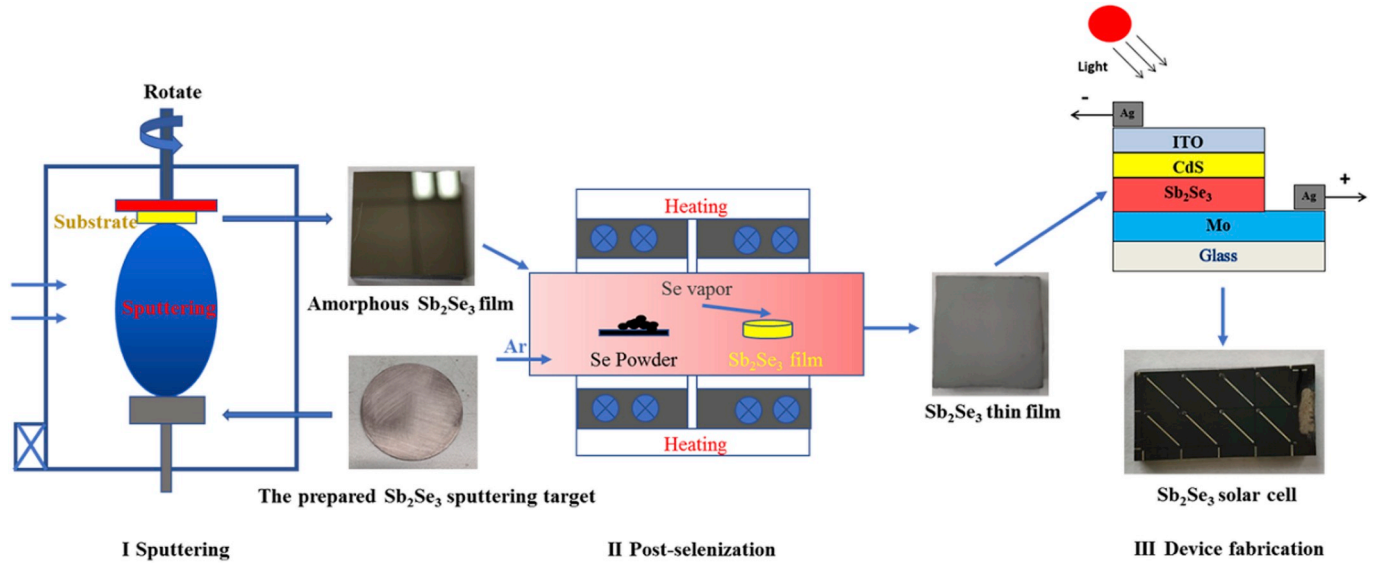 Rotate
Substrate
Sputtering
Amorphous Sb₂Se₃ film
The prepared Sb₂Se₃ sputtering target
I Sputtering
Heating
Se vapor
Ar
Se Powder
Sb₂Se₃ film
Heating
II Post-selenization
Sb₂Se₃ thin film
Light
-
Ag
ITO
CdS
Sb₂Se₃
+
Ag
Mo
Glass
Sb₂Se₃ solar cell
III Device fabrication